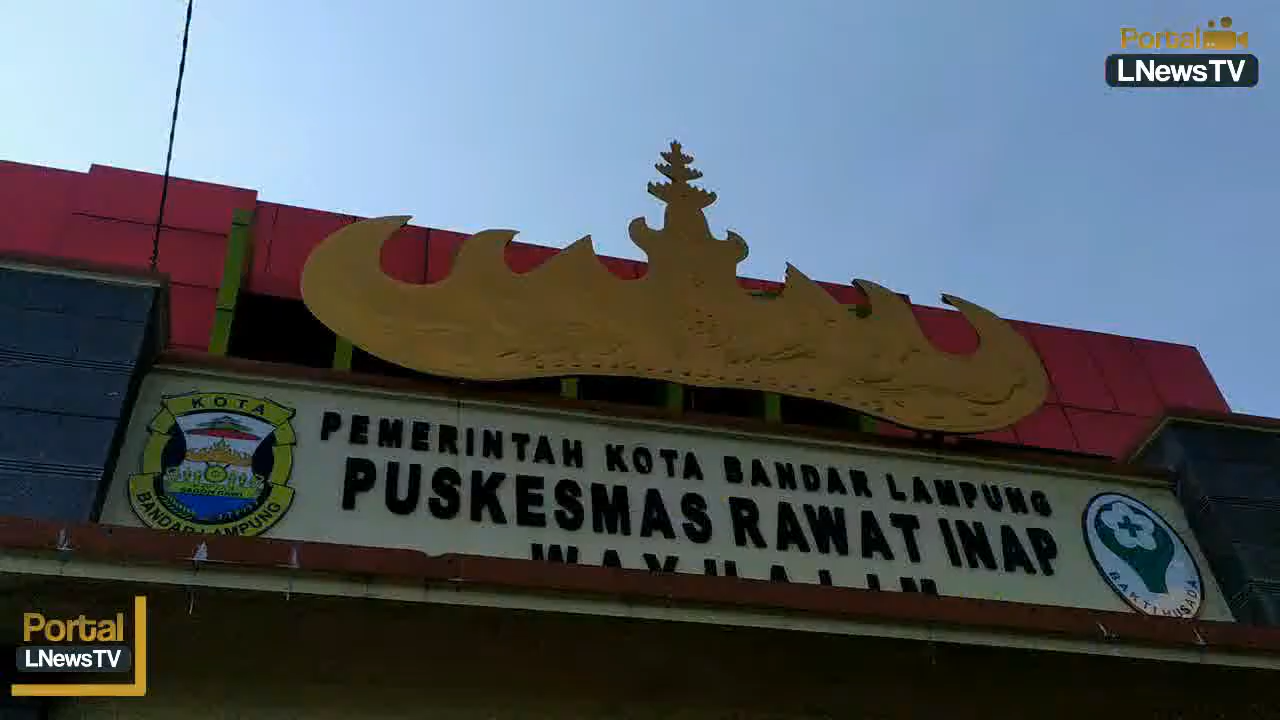 Portal
LNewsTV
KOTA
BANDAR LAMPUNG
PEMERINTAH KOTA BANDAR LAMPUNG
PUSKESMAS RAWAT INAP
BAKTI HUSADA
Portal
LNewsTV